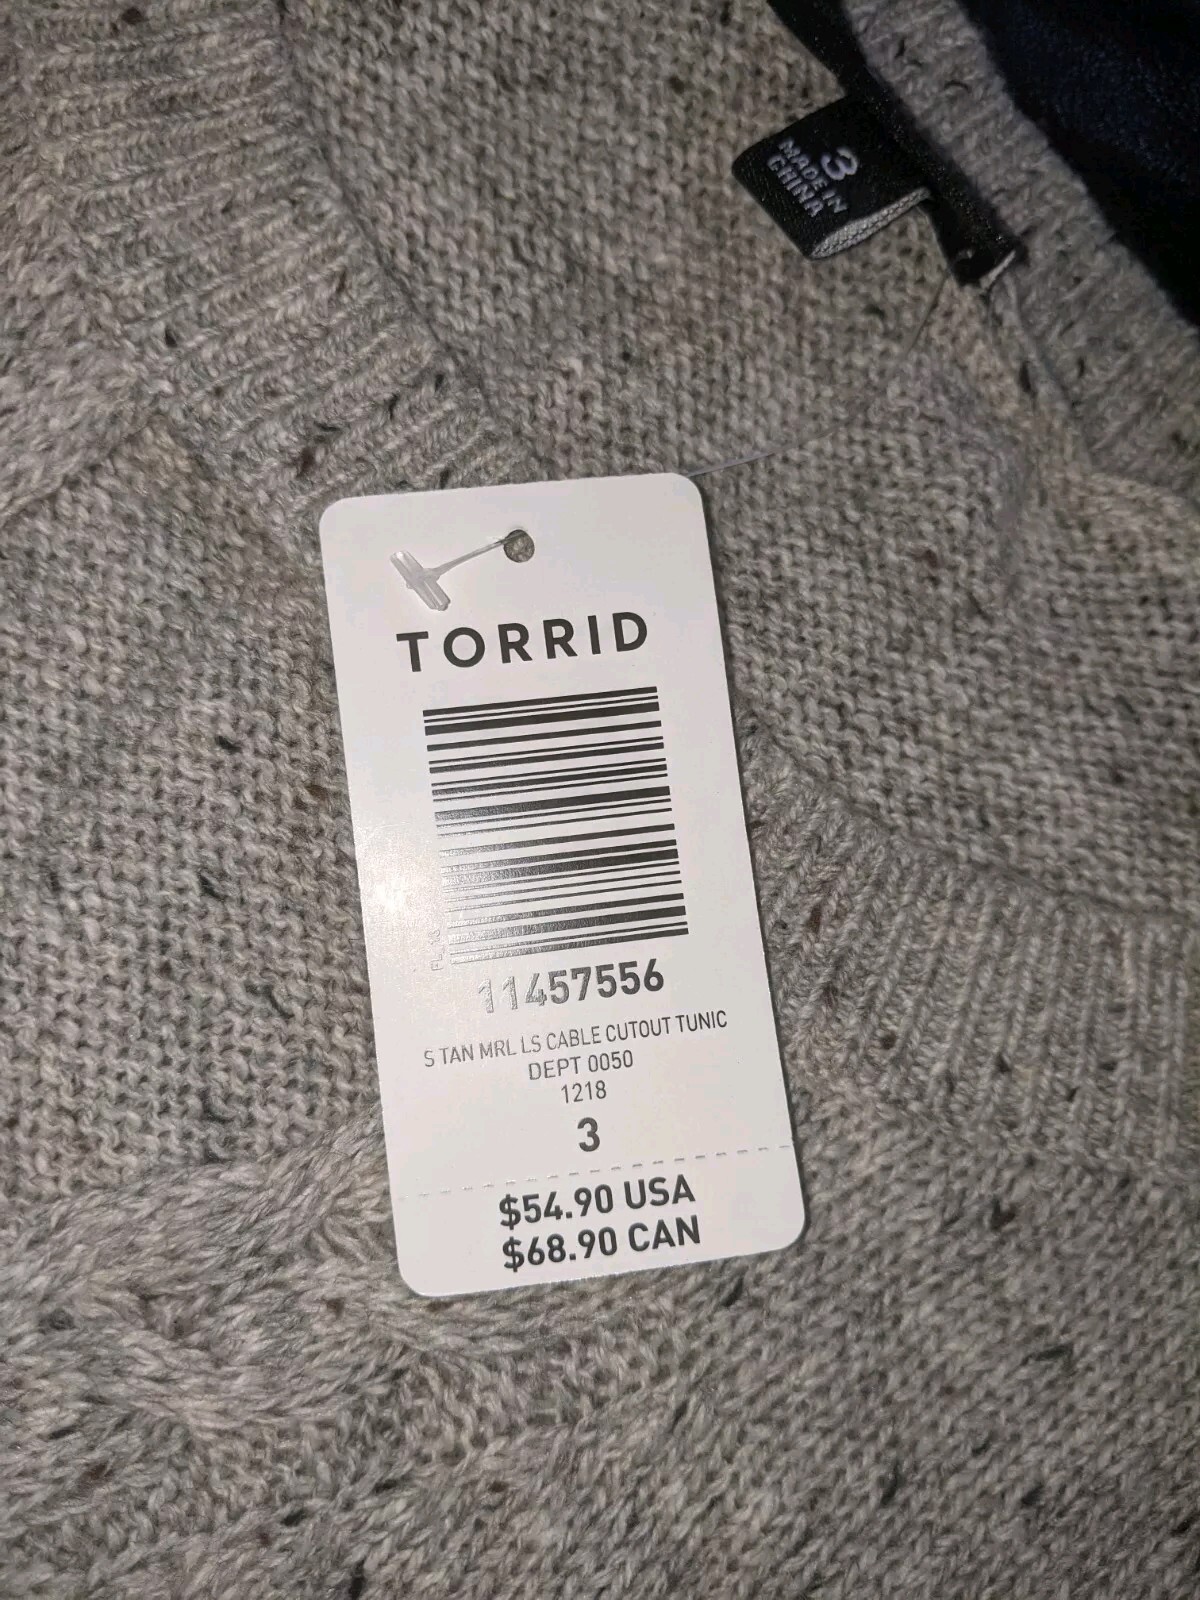 3
MADE IN
CHINA
TORRID
11457556
S TAN MRL LS CABLE CUTOUT TUNIC
DEPT 0050
1218
3
$54.90 USA
$68.90 CAN